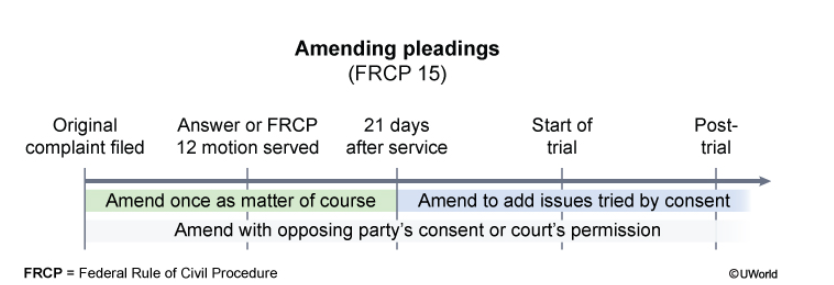 Amending pleadings
(FRCP 15)
Original
complaint filed
Answer or FRCP
12 motion served
21 days
after service
Start of
trial
Post-
trial
Amend once as matter of course
Amend to add issues tried by consent
Amend with opposing party's consent or court's permission
FRCP = Federal Rule of Civil Procedure
©UWorld